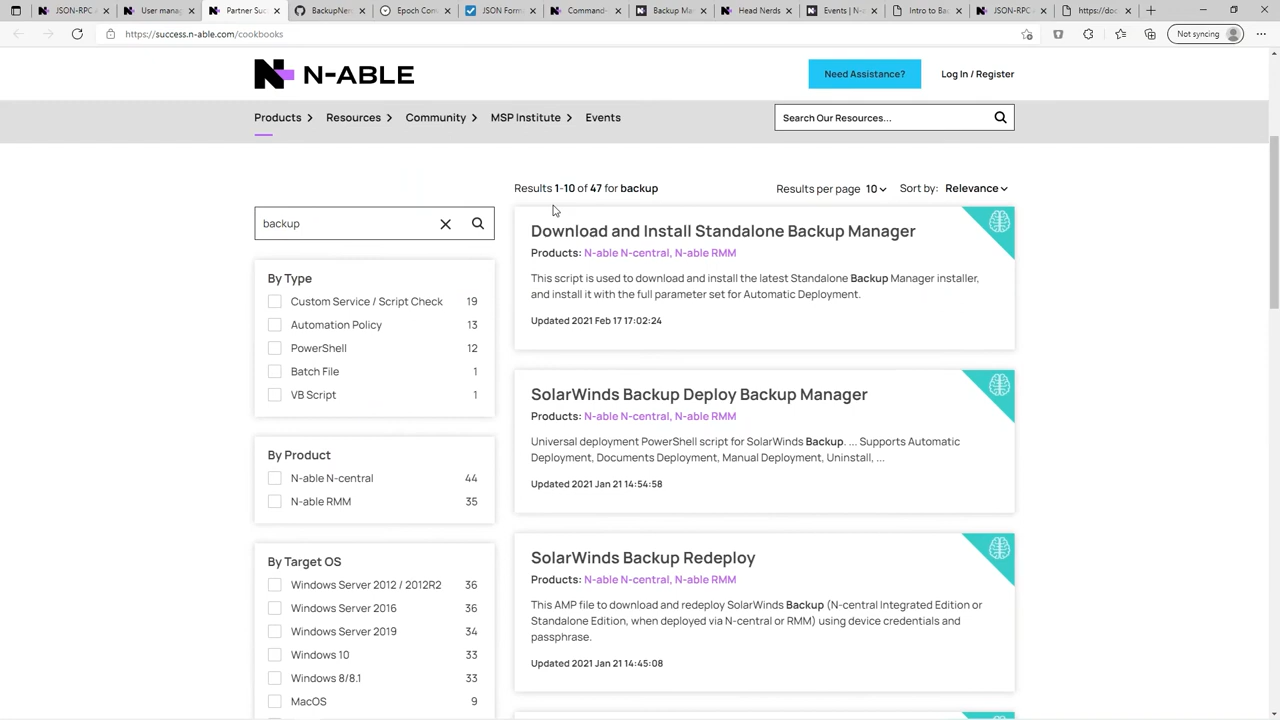 JSON-RPC A
User manag
Partner Succ
BackupNerd
Epoch Conv
JSON Forma
Command-
Backup Ma
Head Nerds
Events | N-a
Intro to Bac
JSON-RPC A
https://doc
https://success.n-able.com/cookbooks
Not syncing
N-ABLE
Need Assistance?
Log In / Register
Products
Resources
Community
MSP Institute
Events
Search Our Resources...
Results 1-10 of 47 for backup
Results per page 10
Sort by: Relevance
backup
By Type
Custom Service / Script Check 19
Automation Policy 13
PowerShell 12
Batch File 1
VB Script 1
By Product
N-able N-central 44
N-able RMM 35
By Target OS
Windows Server 2012 / 2012R2 36
Windows Server 2016 36
Windows Server 2019 34
Windows 10 33
Windows 8/8.1 33
MacOS 9
Download and Install Standalone Backup Manager
Products: N-able N-central, N-able RMM
This script is used to download and install the latest Standalone Backup Manager installer,
and install it with the full parameter set for Automatic Deployment.
Updated 2021 Feb 17 17:02:24
SolarWinds Backup Deploy Backup Manager
Products: N-able N-central, N-able RMM
Universal deployment PowerShell script for SolarWinds Backup. ... Supports Automatic
Deployment, Documents Deployment, Manual Deployment, Uninstall, ...
Updated 2021 Jan 21 14:54:58
SolarWinds Backup Redeploy
Products: N-able N-central, N-able RMM
This AMP file to download and redeploy SolarWinds Backup (N-central Integrated Edition or
Standalone Edition, when deployed via N-central or RMM) using device credentials and
passphrase.
Updated 2021 Jan 21 14:45:08